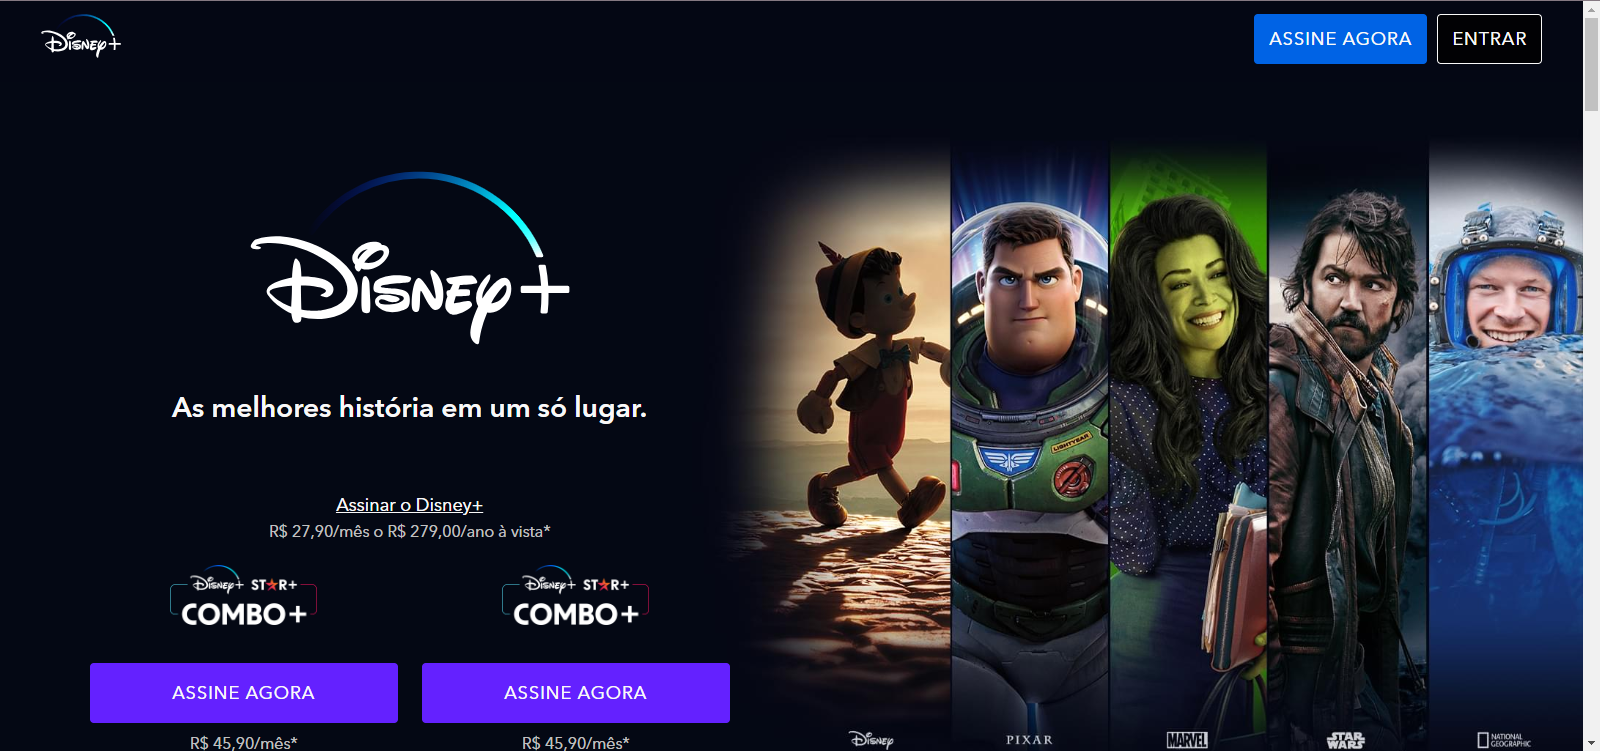 Disney+
ASSINE AGORA
ENTRAR
Disney+
As melhores história em um só lugar.
Assinar o Disney+
R$ 27,90/mês o R$ 279,00/ano à vista*
Disney+ STAR+
COMBO+
Disney+ STAR+
COMBO+
ASSINE AGORA
ASSINE AGORA
R$ 45,90/mês*
R$ 45,90/mês*
LIGHTYEAR
Disney
PIXAR
MARVEL
STAR WARS
NATIONAL
GEOGRAPHIC